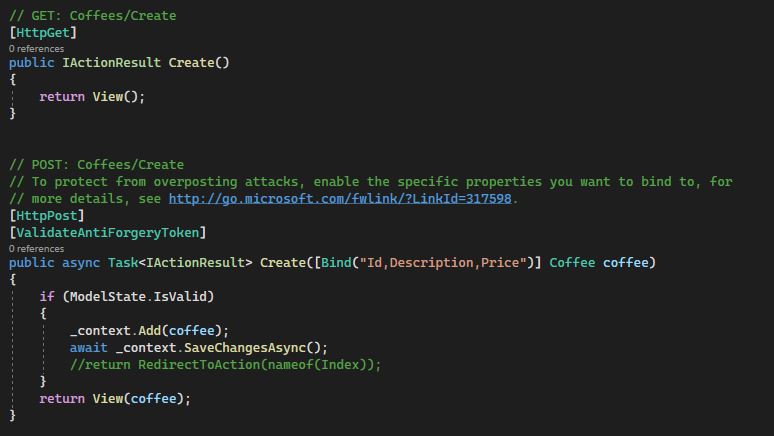 // GET: Coffees/Create
[HttpGet]
0 references
public IActionResult Create()
{
return View();
}
// POST: Coffees/Create
// To protect from overposting attacks, enable the specific properties you want to bind to, for
// more details, see http://go.microsoft.com/fwlink/?LinkId=317598.
[HttpPost]
[ValidateAntiForgeryToken]
0 references
public async Task<IActionResult> Create([Bind("Id,Description,Price")] Coffee coffee)
{
if (ModelState.IsValid)
{
_context.Add(coffee);
await _context.SaveChangesAsync();
//return RedirectToAction(nameof(Index));
}
return View(coffee);
}